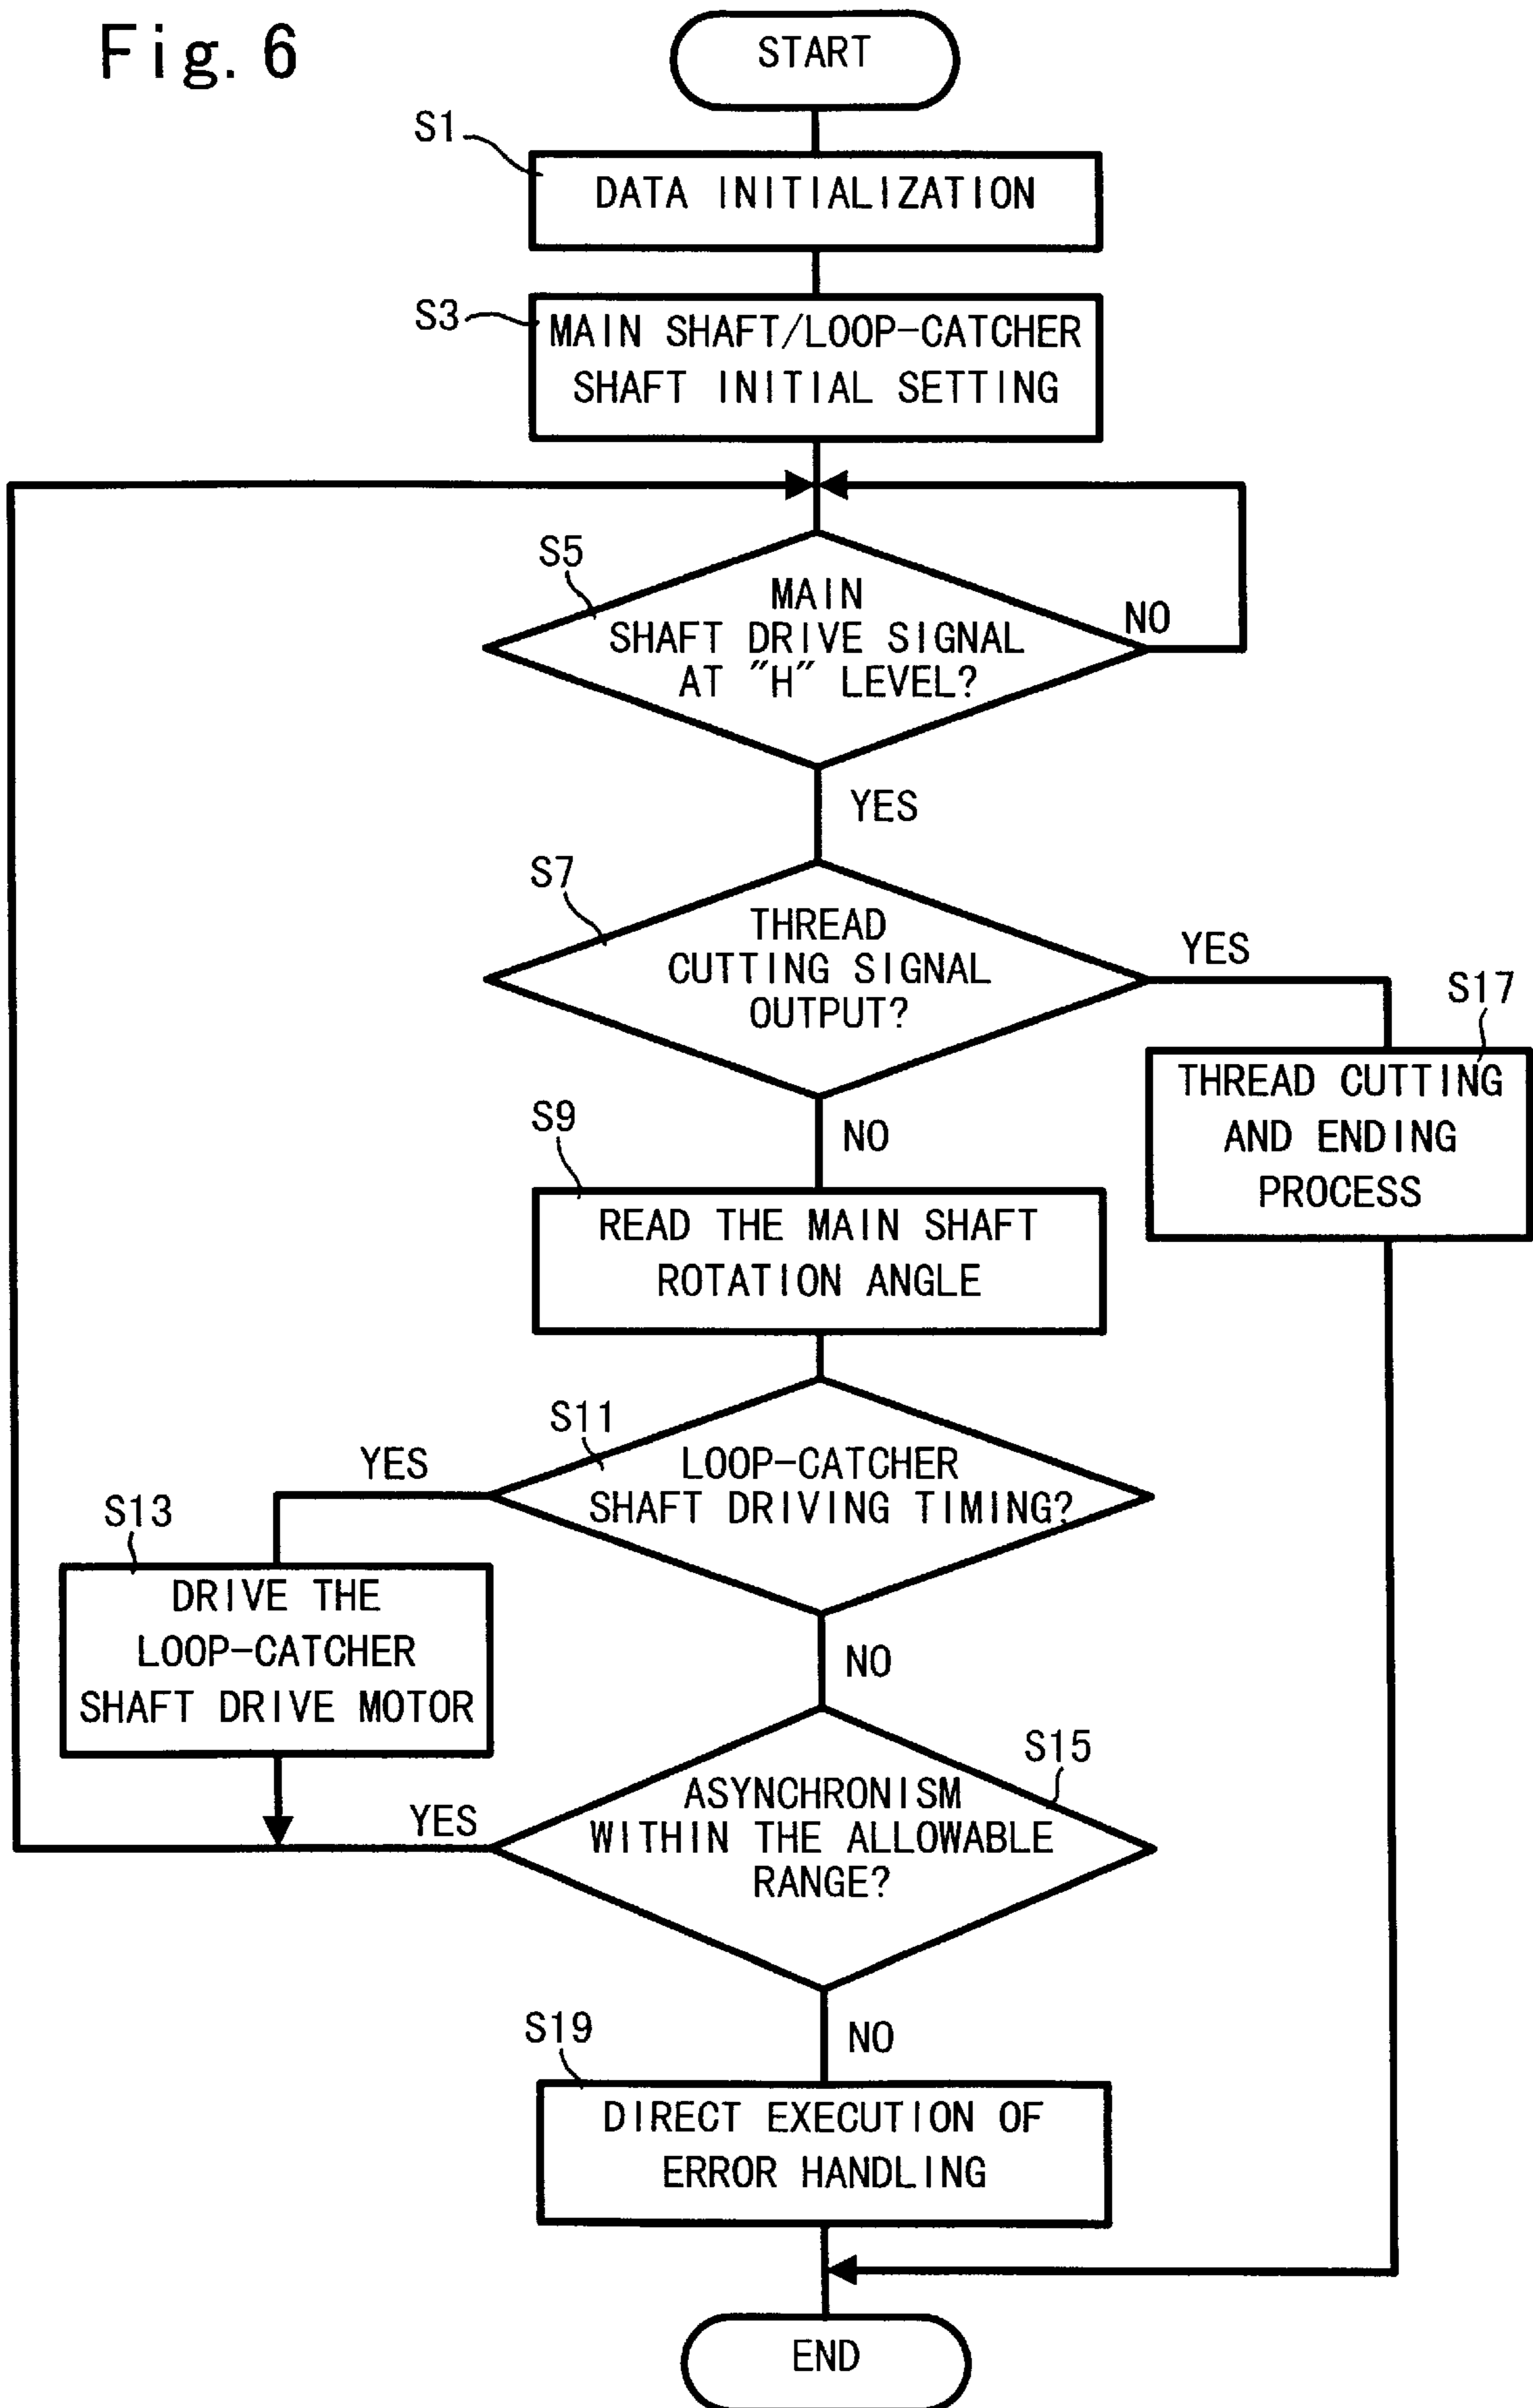 Fig. 6
START
S1
DATA INITIALIZATION
S3
MAIN SHAFT/LOOP-CATCHER
SHAFT INITIAL SETTING
S5
MAIN
SHAFT DRIVE SIGNAL
AT "H" LEVEL?
NO
YES
S7
THREAD
CUTTING SIGNAL
OUTPUT?
YES
S17
THREAD CUTTING
AND ENDING
PROCESS
NO
S9
READ THE MAIN SHAFT
ROTATION ANGLE
S11
LOOP-CATCHER
SHAFT DRIVING TIMING?
YES
S13
DRIVE THE
LOOP-CATCHER
SHAFT DRIVE MOTOR
NO
S15
ASYNCHRONISM
WITHIN THE ALLOWABLE
RANGE?
YES
NO
S19
DIRECT EXECUTION OF
ERROR HANDLING
END